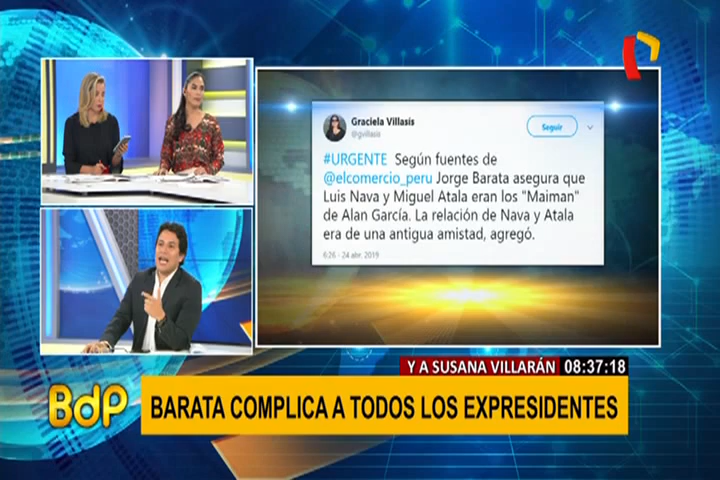 Graciela Villasís
@gvillasis
Seguir
#URGENTE Según fuentes de
@elcomercio_peru Jorge Barata asegura que
Luis Nava y Miguel Atala eran los "Maiman"
de Alan García. La relación de Nava y Atala
era de una antigua amistad, agregó.
6:26 - 24 abr. 2019
Y A SUSANA VILLARÁN 08:37:18
BdP BARATA COMPLICA A TODOS LOS EXPRESIDENTES